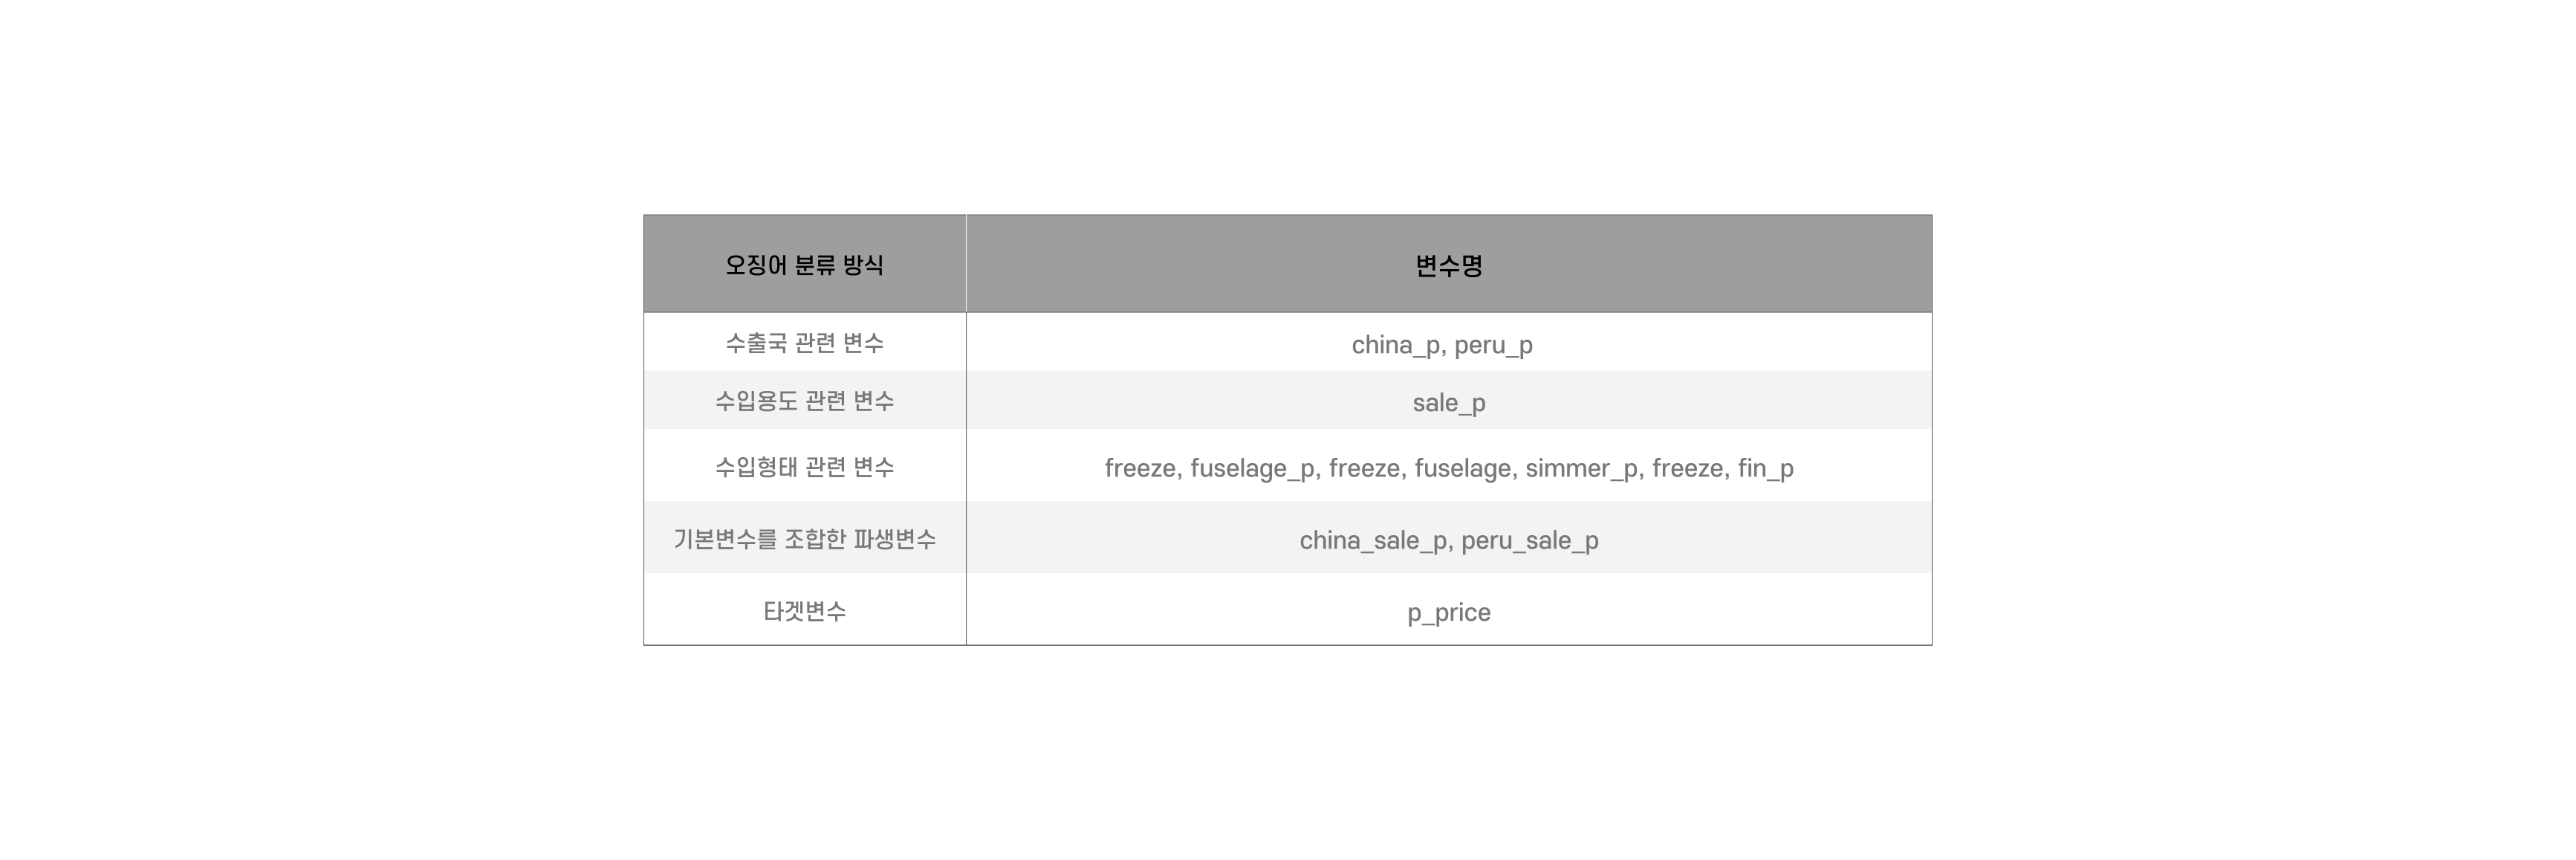 오징어 분류 방식 변수명
수출국 관련 변수 china_p, peru_p
수입용도 관련 변수 sale_p
수입형태 관련 변수 freeze, fuselage_p, freeze, fuselage, simmer_p, freeze, fin_p
기본변수를 조합한 파생변수 china_sale_p, peru_sale_p
타겟변수 p_price